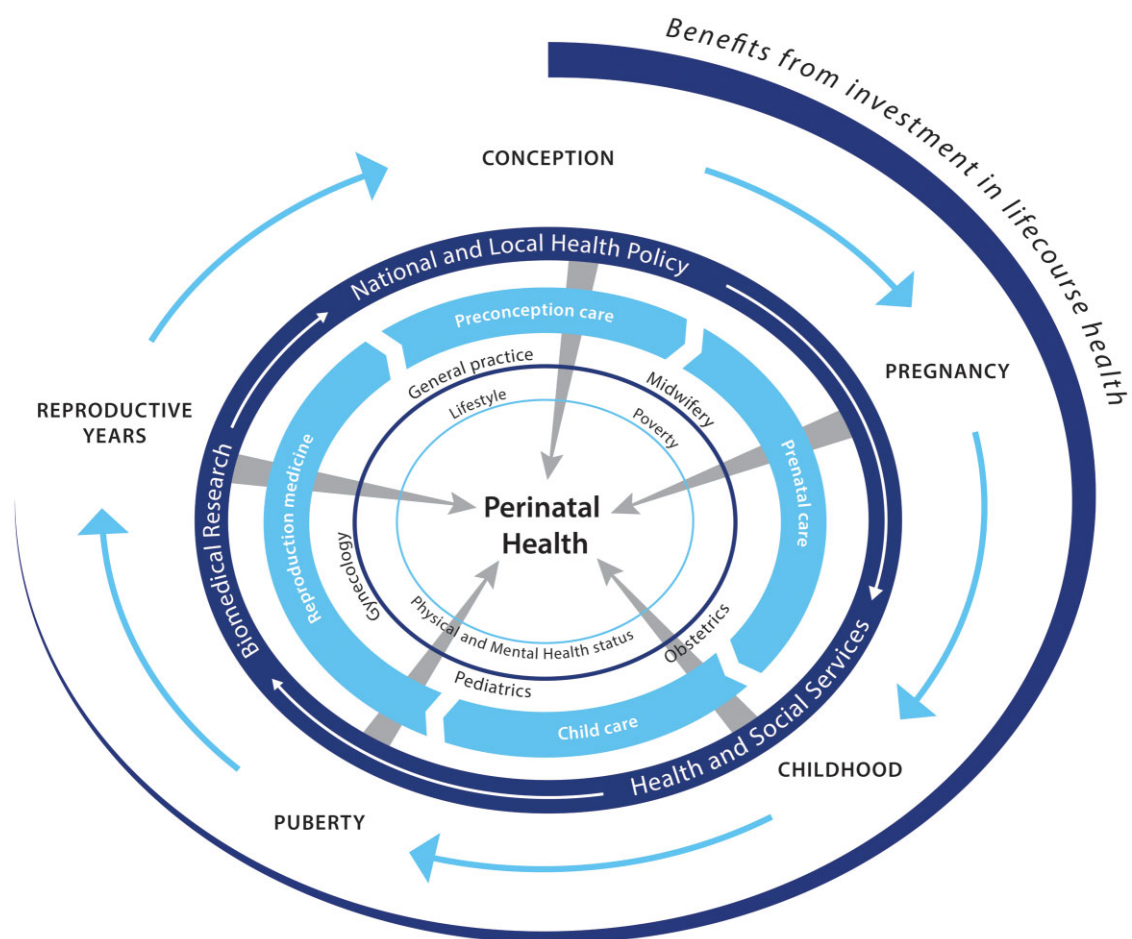 Benefits from investment in lifecourse health
CONCEPTION
PREGNANCY
CHILDHOOD
PUBERTY
REPRODUCTIVE
YEARS
National and Local Health Policy
Health and Social Services
Biomedical Research
Preconception care
Prenatal care
Child care
Reproduction medicine
General practice
Midwifery
Obstetrics
Pediatrics
Gynecology
Lifestyle
Poverty
Physical and Mental Health status
Perinatal
Health